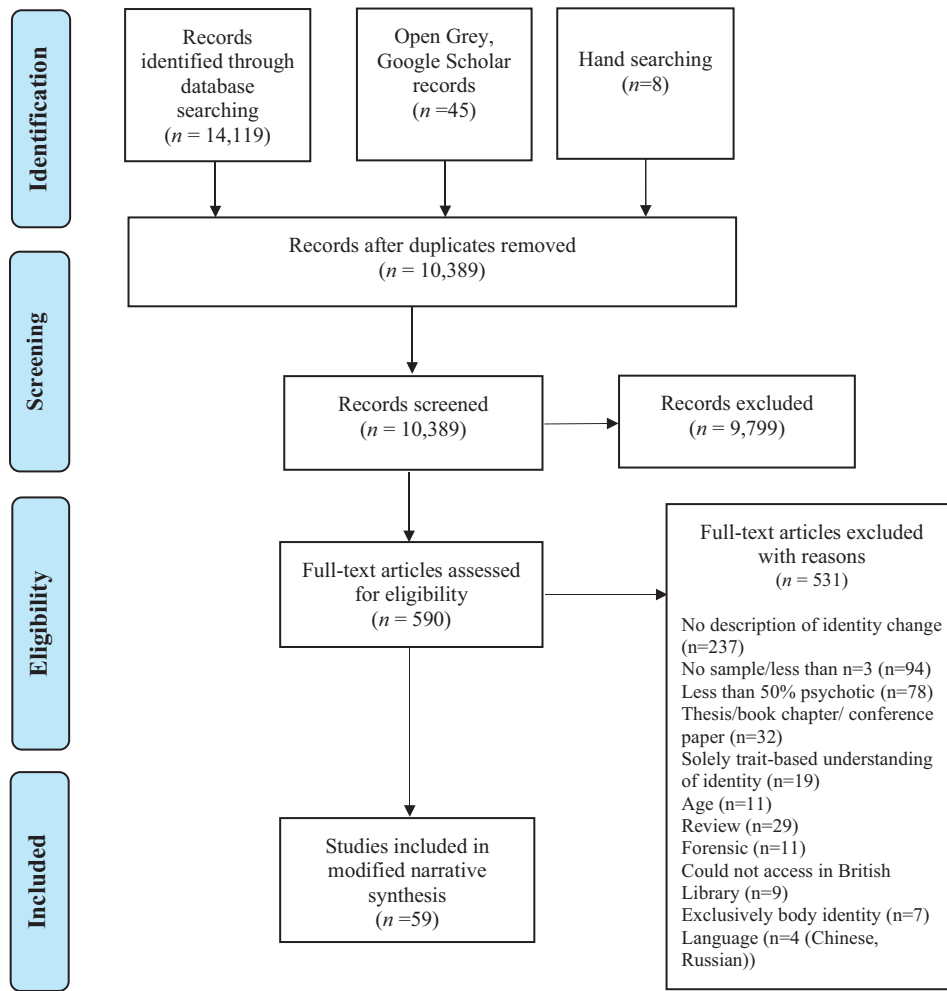 Identification
Records
identified through
database
searching
(n = 14,119)
Open Grey,
Google Scholar
records
(n =45)
Hand searching
(n=8)
Records after duplicates removed
(n = 10,389)
Screening
Records screened
(n = 10,389)
Records excluded
(n = 9,799)
Eligibility
Full-text articles assessed
for eligibility
(n = 590)
Full-text articles excluded
with reasons
(n = 531)
No description of identity change
(n=237)
No sample/less than n=3 (n=94)
Less than 50% psychotic (n=78)
Thesis/book chapter/ conference
paper (n=32)
Solely trait-based understanding
of identity (n=19)
Age (n=11)
Review (n=29)
Forensic (n=11)
Could not access in British
Library (n=9)
Exclusively body identity (n=7)
Language (n=4 (Chinese,
Russian))
Included
Studies included in
modified narrative
synthesis
(n =59)